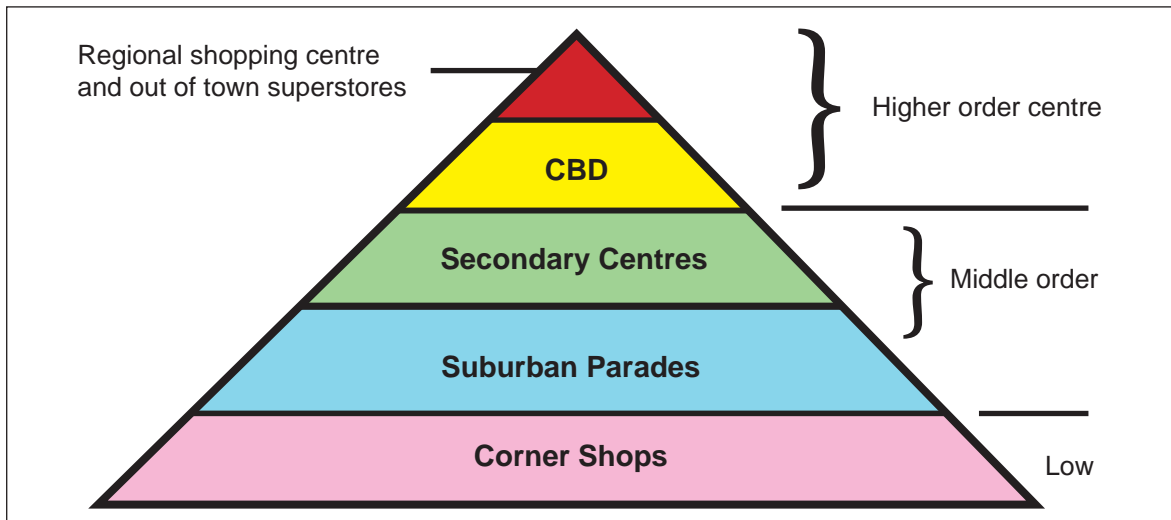 Regional shopping centre
and out of town superstores
Higher order centre
CBD
Secondary Centres
Middle order
Suburban Parades
Corner Shops
Low